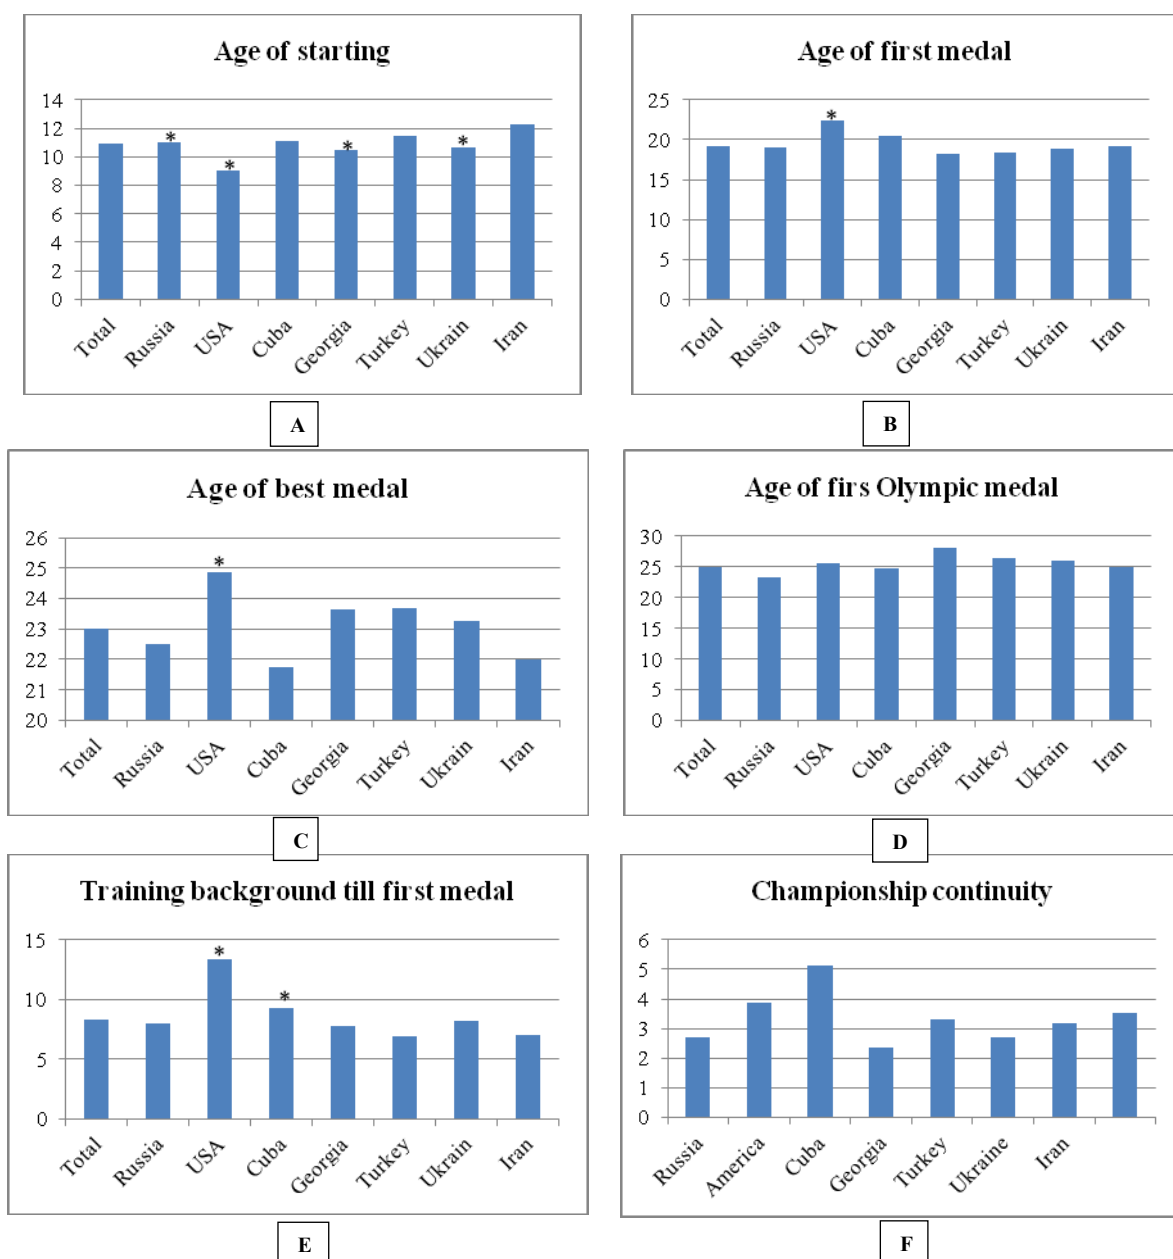 Age of starting
14
12
10
8
6
4
2
0
* * * *
Total Russia USA Cuba Georgia Turkey Ukrain Iran
A
Age of first medal
25
20
15
10
5
0
*
Total Russia USA Cuba Georgia Turkey Ukrain Iran
B
Age of best medal
26
25
24
23
22
21
20
*
Total Russia USA Cuba Georgia Turkey Ukrain Iran
C
Age of firs Olympic medal
30
25
20
15
10
5
0
Total Russia USA Cuba Georgia Turkey Ukrain Iran
D
Training background till first medal
15
10
5
0
* *
Total Russia USA Cuba Georgia Turkey Ukrain Iran
E
Championship continuity
6
5
4
3
2
1
0
Russia America Cuba Georgia Turkey Ukraine Iran
F